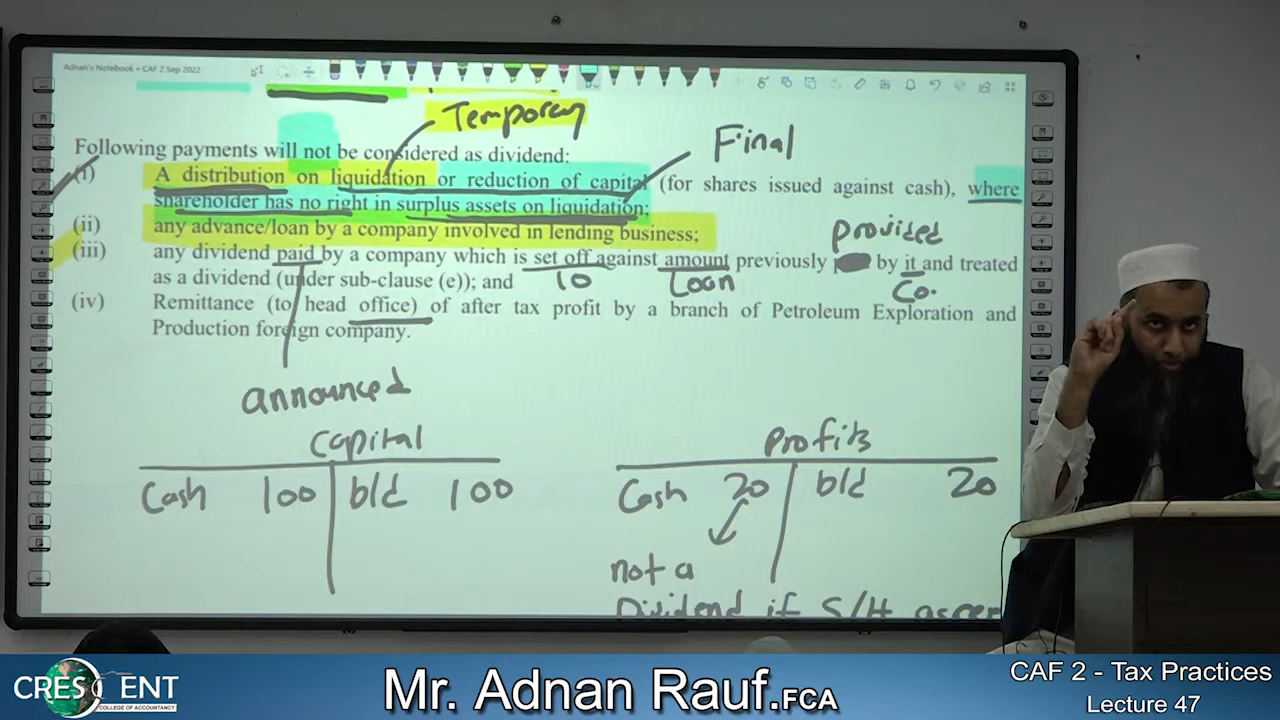 Adnan's Notebook • CAF 2 Sep 2022
Temporary
Final
Following payments will not be considered as dividend:
(i) A distribution on liquidation or reduction of capital (for shares issued against cash), where
shareholder has no right in surplus assets on liquidation;
(ii) any advance/loan by a company involved in lending business;
provided
(iii) any dividend paid by a company which is set off against amount previously by it and treated
as a dividend (under sub-clause (e)); and
10 Loan Co.
(iv) Remittance (to head office) of after tax profit by a branch of Petroleum Exploration and
Production foreign company.
announced
Capital
Cash 100 b/d 100
Profits
Cash 20 b/d 20
not a
Dividend if S/H
CRESCENT
COLLEGE OF ACCOUNTANCY
Mr. Adnan Rauf.FCA
CAF 2 - Tax Practices
Lecture 47